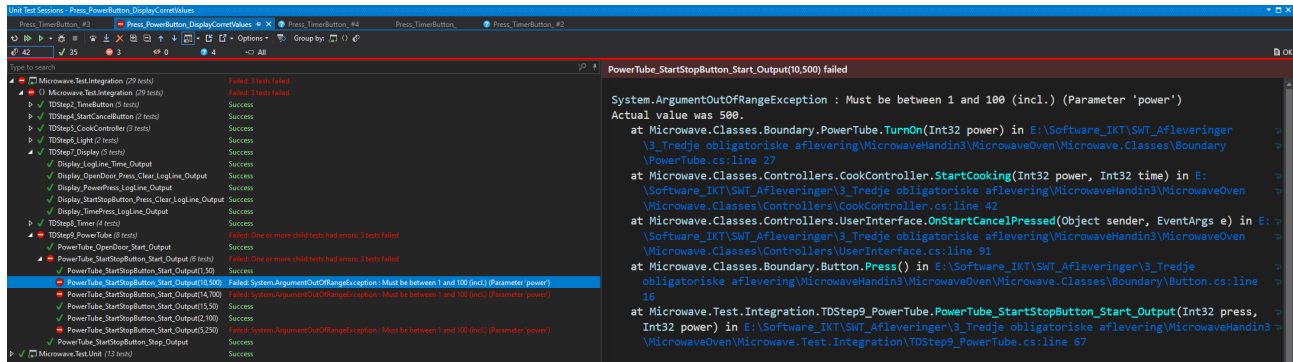 Unit Test Sessions - Press_PowerButton_DisplayCorretValues
Press_TimerButton_ #3
Press_PowerButton_DisplayCorretValues
Press_TimerButton_ #4
Press_TimerButton_
Press_TimerButton_ #2
Options
Group by:
42
35
3
0
4
All
OK
Type to search
Microwave.Test.Integration (29 tests) Failed: 3 tests failed
Microwave.Test.Integration (29 tests) Failed: 3 tests failed
TDStep2_TimeButton (5 tests) Success
TDStep4_StartCancelButton (2 tests) Success
TDStep5_CookController (3 tests) Success
TDStep6_Light (2 tests) Success
TDStep7_Display (5 tests) Success
Display_LogLine_Time_Output Success
Display_OpenDoor_Press_Clear_LogLine_Output Success
Display_PowerPress_LogLine_Output Success
Display_StartStopButton_Press_Clear_LogLine_Output Success
Display_TimePress_LogLine_Output Success
TDStep8_Timer (4 tests) Success
TDStep9_PowerTube (8 tests) Failed: One or more child tests had errors: 3 tests failed
PowerTube_OpenDoor_Start_Output Success
PowerTube_StartStopButton_Start_Output (6 tests) Failed: One or more child tests had errors: 3 tests failed
PowerTube_StartStopButton_Start_Output(1,50) Success
PowerTube_StartStopButton_Start_Output(10,500) Failed: System.ArgumentOutOfRangeException : Must be between 1 and 100 (incl.) (Parameter 'power')
PowerTube_StartStopButton_Start_Output(14,700) Failed: System.ArgumentOutOfRangeException : Must be between 1 and 100 (incl.) (Parameter 'power')
PowerTube_StartStopButton_Start_Output(15,50) Success
PowerTube_StartStopButton_Start_Output(2,100) Success
PowerTube_StartStopButton_Start_Output(5,250) Failed: System.ArgumentOutOfRangeException : Must be between 1 and 100 (incl.) (Parameter 'power')
PowerTube_StartStopButton_Stop_Output Success
Microwave.Test.Unit (13 tests) Success
PowerTube_StartStopButton_Start_Output(10,500) failed
System.ArgumentOutOfRangeException : Must be between 1 and 100 (incl.) (Parameter 'power')
Actual value was 500.
at Microwave.Classes.Boundary.PowerTube.TurnOn(Int32 power) in E:\Software_IKT\SWT_Afleveringer
\3_Tredje obligatoriske aflevering\MicrowaveHandin3\MicrowaveOven\Microwave.Classes\Boundary
\PowerTube.cs:line 27
at Microwave.Classes.Controllers.CookController.StartCooking(Int32 power, Int32 time) in E:
\Software_IKT\SWT_Afleveringer\3_Tredje obligatoriske aflevering\MicrowaveHandin3\MicrowaveOven
\Microwave.Classes\Controllers\CookController.cs:line 42
at Microwave.Classes.Controllers.UserInterface.OnStartCancelPressed(Object sender, EventArgs e) in E:
\Software_IKT\SWT_Afleveringer\3_Tredje obligatoriske aflevering\MicrowaveHandin3\MicrowaveOven
\Microwave.Classes\Controllers\UserInterface.cs:line 91
at Microwave.Classes.Boundary.Button.Press() in E:\Software_IKT\SWT_Afleveringer\3_Tredje
obligatoriske aflevering\MicrowaveHandin3\MicrowaveOven\Microwave.Classes\Boundary\Button.cs:line
16
at Microwave.Test.Integration.TDStep9_PowerTube.PowerTube_StartStopButton_Start_Output(Int32 press,
Int32 power) in E:\Software_IKT\SWT_Afleveringer\3_Tredje obligatoriske aflevering\MicrowaveHandin3
\MicrowaveOven\Microwave.Test.Integration\TDStep9_PowerTube.cs:line 67